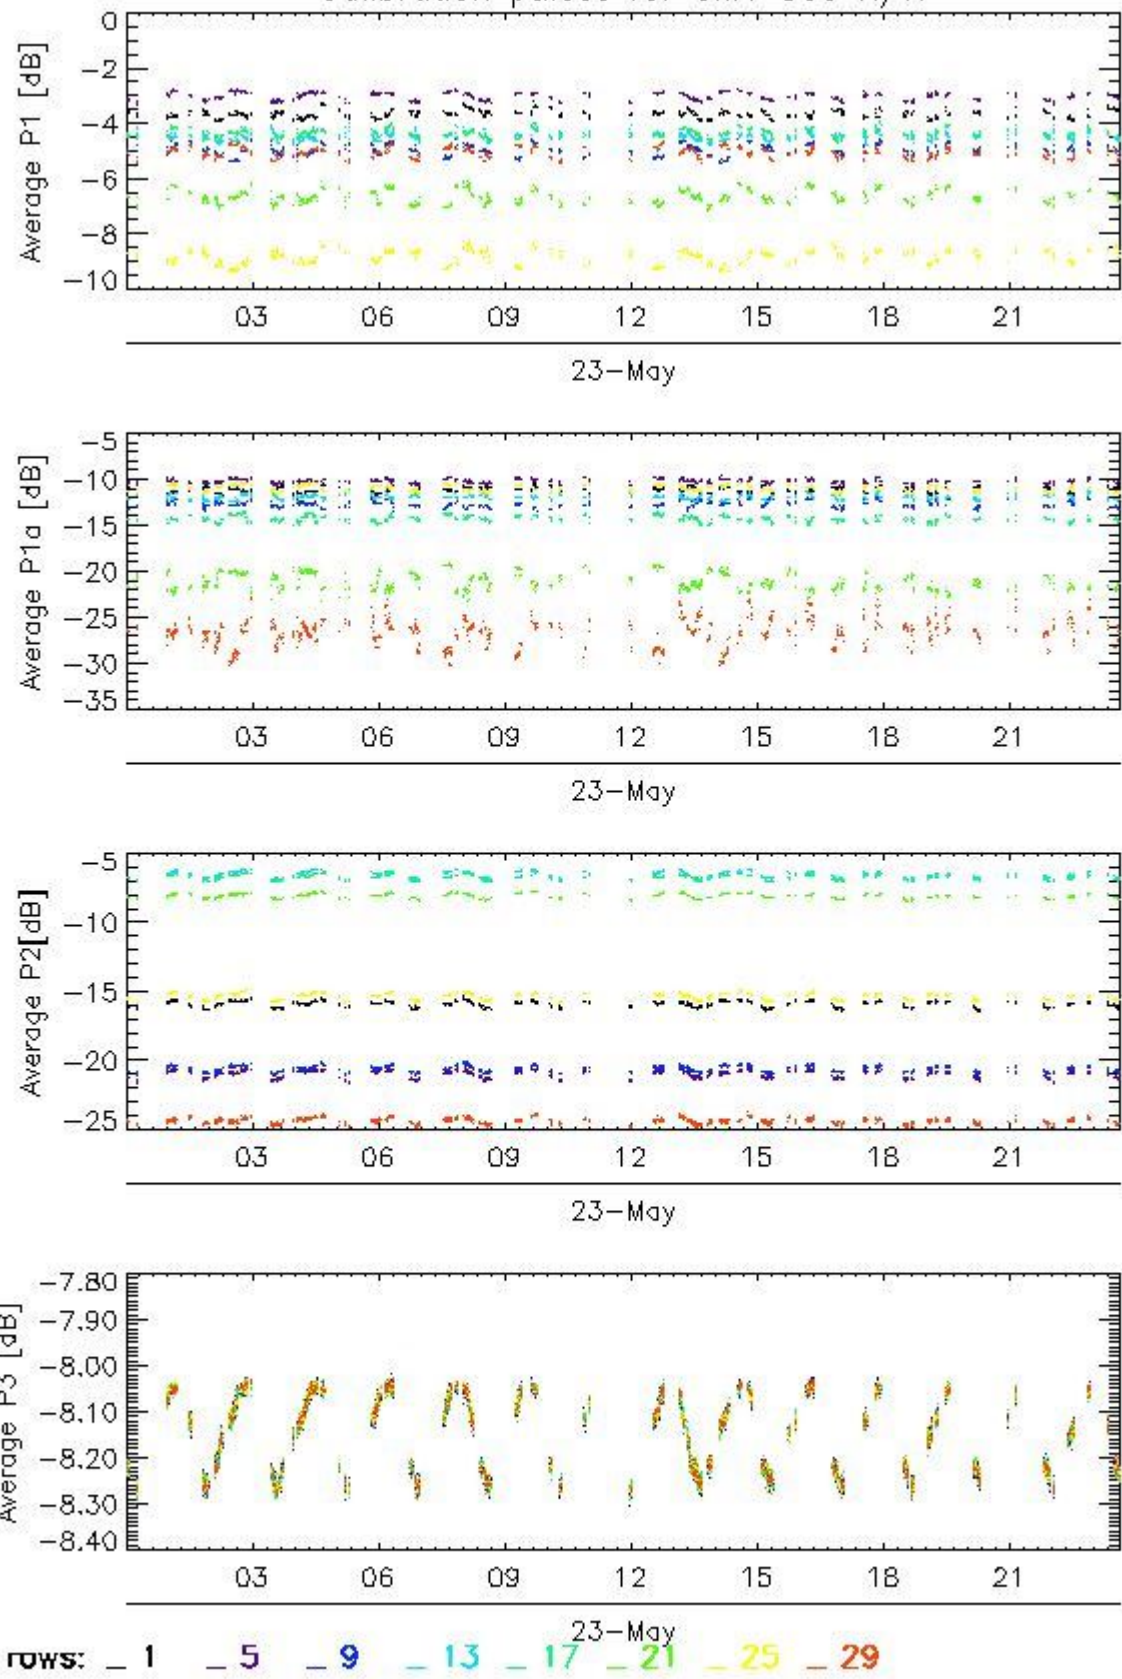 Average P1 [dB]
0
-2
-4
-6
-8
-10
03 06 09 12 15 18 21
23-May
Average P1a [dB]
-5
-10
-15
-20
-25
-30
-35
03 06 09 12 15 18 21
23-May
Average P2[dB]
-5
-10
-15
-20
-25
03 06 09 12 15 18 21
23-May
Average P3 [dB]
-7.80
-7.90
-8.00
-8.10
-8.20
-8.30
-8.40
03 06 09 12 15 18 21
23-May
rows: _ 1 _ 5 _ 9 _ 13 _ 17 _ 21 _ 25 _ 29